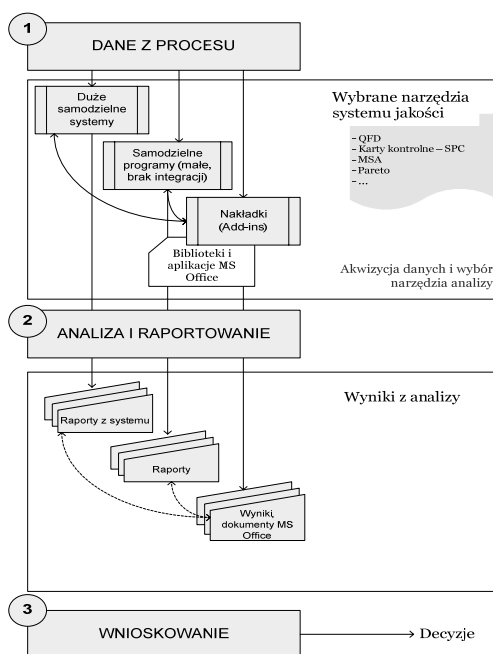 1
DANE Z PROCESU
Duże
samodzielne
systemy
Wybrane narzędzia
systemu jakości
- QFD
- Karty kontrolne – SPC
- MSA
- Pareto
- ...
Samodzielne
programy (małe,
brak integracji)
Nakładki
(Add-ins)
Biblioteki i
aplikacje MS
Office
Akwizycja danych i wybór
narzędzia analizy
2
ANALIZA I RAPORTOWANIE
Wyniki z analizy
Raporty z systemu
Raporty
Wyniki,
dokumenty MS
Office
3
WNIOSKOWANIE
Decyzje